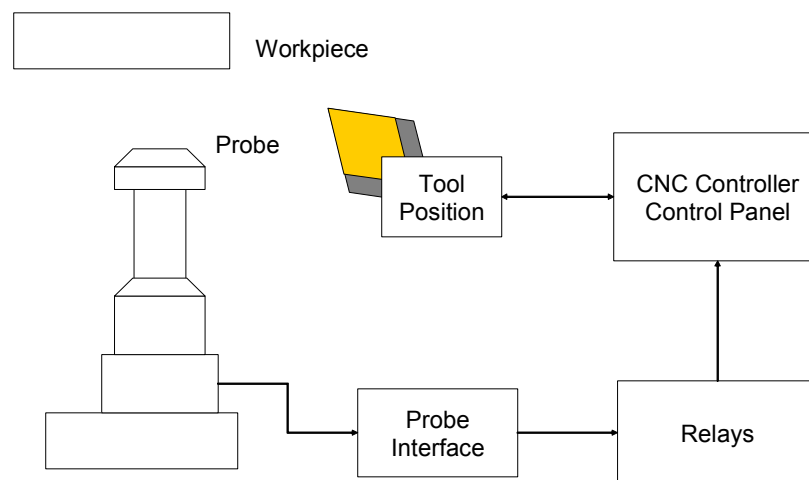 Workpiece
Probe
Tool
Position
CNC Controller
Control Panel
Probe
Interface
Relays